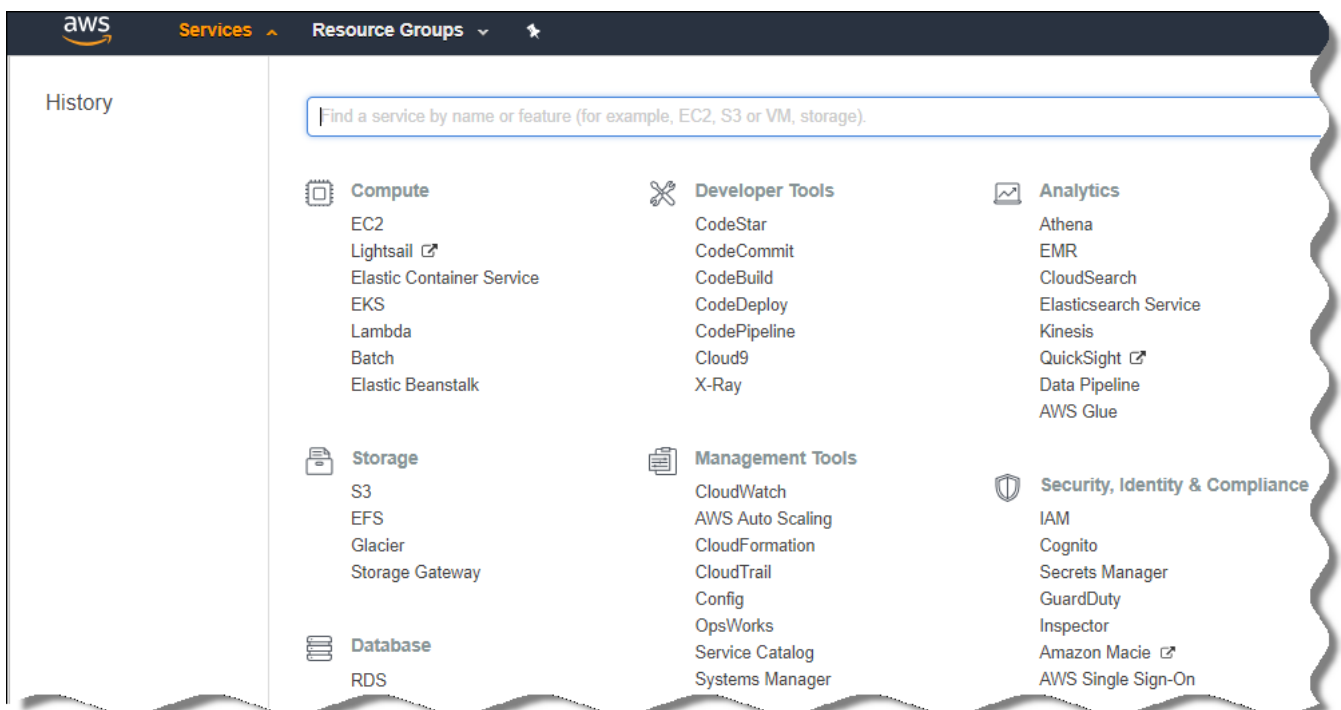 aws
Services
Resource Groups
History
Find a service by name or feature (for example, EC2, S3 or VM, storage).
Compute
EC2
Lightsail
Elastic Container Service
EKS
Lambda
Batch
Elastic Beanstalk
Storage
S3
EFS
Glacier
Storage Gateway
Database
RDS
Developer Tools
CodeStar
CodeCommit
CodeBuild
CodeDeploy
CodePipeline
Cloud9
X-Ray
Management Tools
CloudWatch
AWS Auto Scaling
CloudFormation
CloudTrail
Config
OpsWorks
Service Catalog
Systems Manager
Analytics
Athena
EMR
CloudSearch
Elasticsearch Service
Kinesis
QuickSight
Data Pipeline
AWS Glue
Security, Identity & Compliance
IAM
Cognito
Secrets Manager
GuardDuty
Inspector
Amazon Macie
AWS Single Sign-On